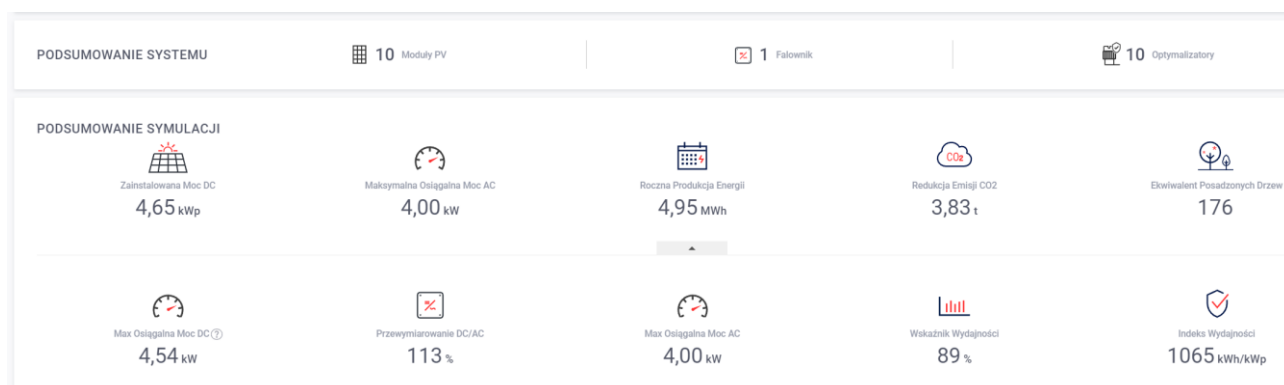 PODSUMOWANIE SYSTEMU 10 Moduły PV 1 Falownik 10 Optymalizatory
PODSUMOWANIE SYMULACJI
CO2
Zainstalowana Moc DC Maksymalna Osiągalna Moc AC Roczna Produkcja Energii Redukcja Emisji CO2 Ekwiwalent Posadzonych Drzew
4,65 kWp 4,00 kW 4,95 MWh 3,83 t 176
Max Osiągalna Moc DC ? Przewymiarowanie DC/AC Max Osiągalna Moc AC Wskaźnik Wydajności Indeks Wydajności
4,54 kW 113 % 4,00 kW 89 % 1065 kWh/kWp